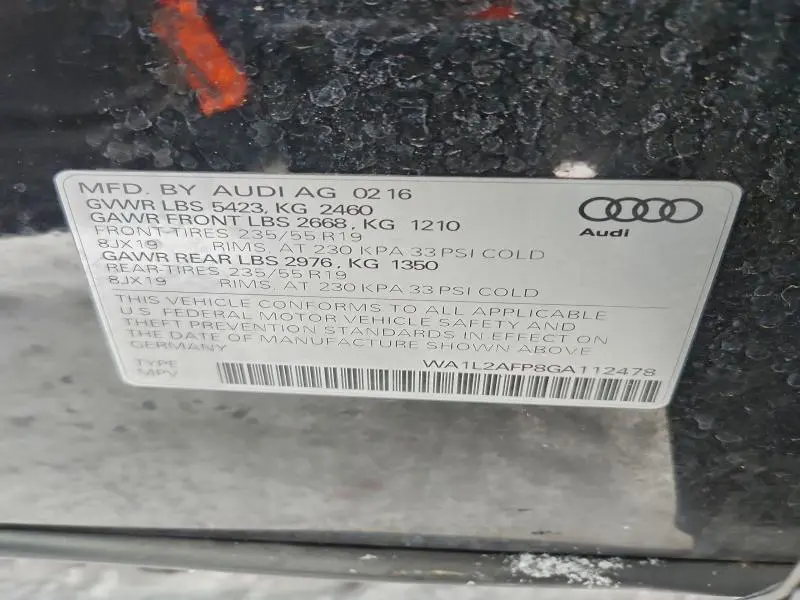 MFD. BY AUDI AG 02 16
GVWR LBS 5423, KG 2460
GAWR FRONT LBS 2668, KG 1210
FRONT-TIRES 235/55 R19
8JX19 RIMS, AT 230 KPA 33 PSI COLD
GAWR REAR LBS 2976, KG 1350
REAR-TIRES 235/55 R19
8JX19 RIMS, AT 230 KPA 33 PSI COLD
Audi
THIS VEHICLE CONFORMS TO ALL APPLICABLE
U.S. FEDERAL MOTOR VEHICLE SAFETY AND
THEFT PREVENTION STANDARDS IN EFFECT ON
THE DATE OF MANUFACTURE SHOWN ABOVE
GERMANY
TYPE WA1L2AFP8GA112478
MPV